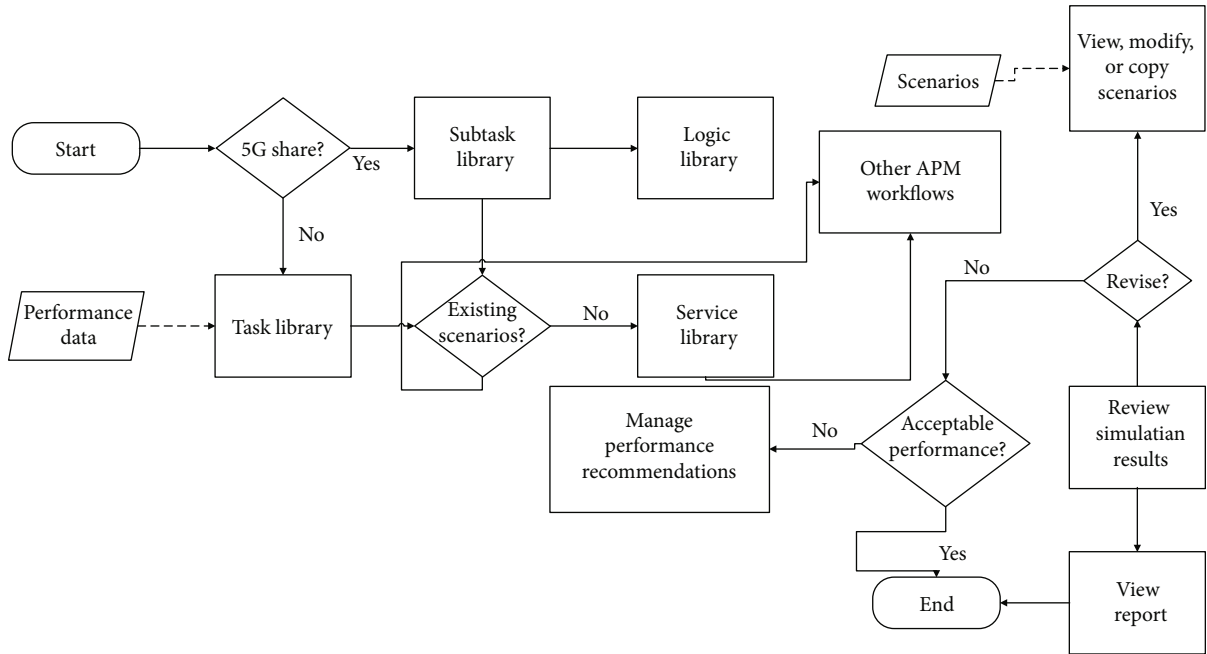 Start
5G share?
Yes
No
Subtask
library
Logic
library
Scenarios
View, modify,
or copy
scenarios
Other APM
workflows
Yes
Performance
data
Task library
Existing
scenarios?
No
Service
library
No
Revise?
Manage
performance
recommendations
No
Acceptable
performance?
Review
simulatian
results
Yes
End
View
report